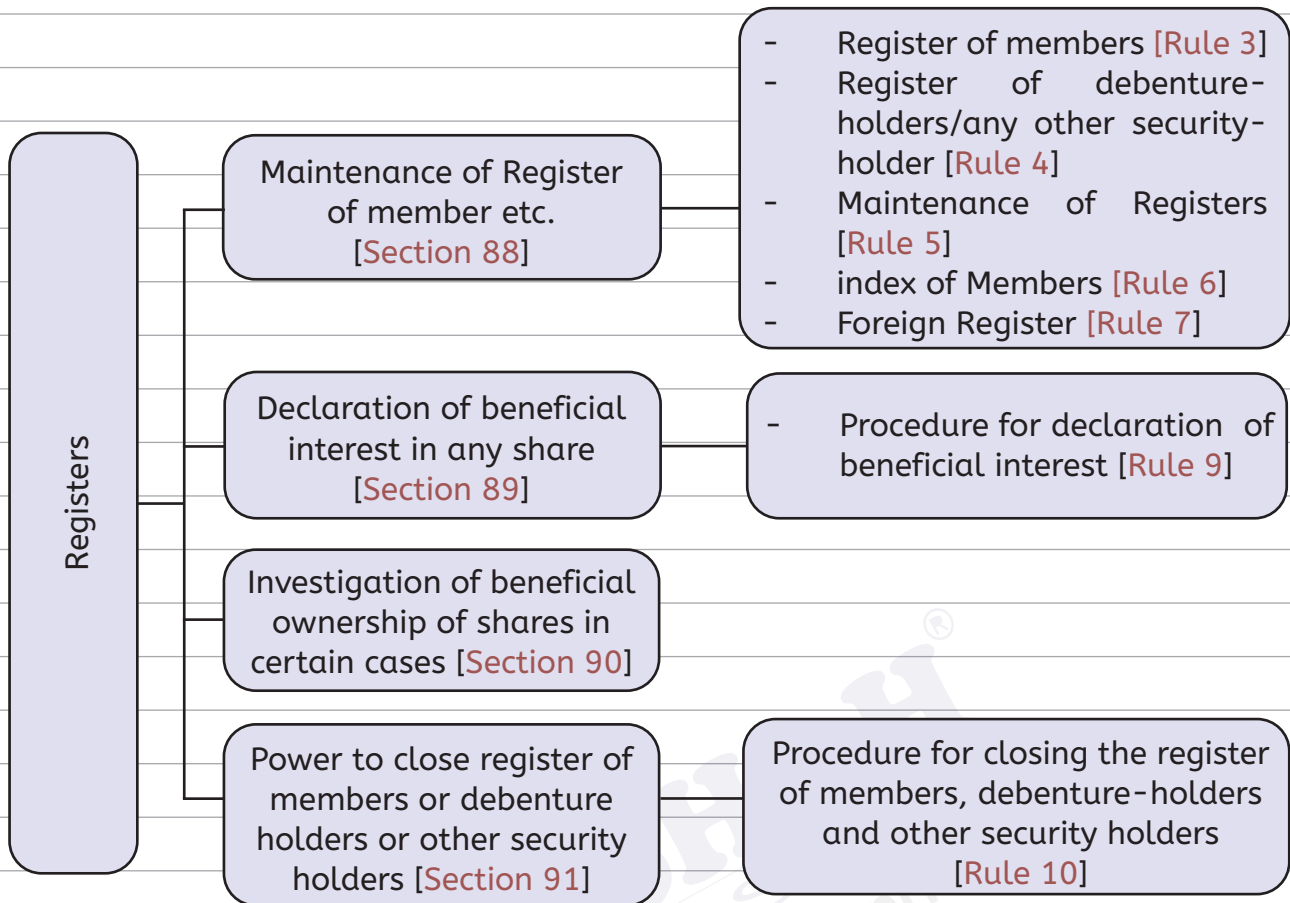 Registers
Maintenance of Register
of member etc.
[Section 88]
- Register of members [Rule 3]
- Register of debenture-
holders/any other security-
holder [Rule 4]
- Maintenance of Registers
[Rule 5]
- index of Members [Rule 6]
- Foreign Register [Rule 7]
Declaration of beneficial
interest in any share
[Section 89]
- Procedure for declaration of
beneficial interest [Rule 9]
Investigation of beneficial
ownership of shares in
certain cases [Section 90]
Power to close register of
members or debenture
holders or other security
holders [Section 91]
Procedure for closing the register
of members, debenture-holders
and other security holders
[Rule 10]